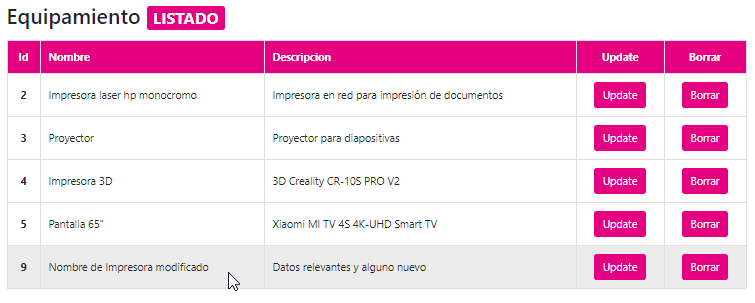 Equipamiento LISTADO
Id Nombre Descripcion Update Borrar
2 Impresora laser hp monocromo Impresora en red para impresión de documentos Update Borrar
3 Proyector Proyector para diapositivas Update Borrar
4 Impresora 3D 3D Creality CR-10S PRO V2 Update Borrar
5 Pantalla 65" Xiaomi MI TV 4S 4K-UHD Smart TV Update Borrar
9 Nombre de Impresora modificado Datos relevantes y alguno nuevo Update Borrar